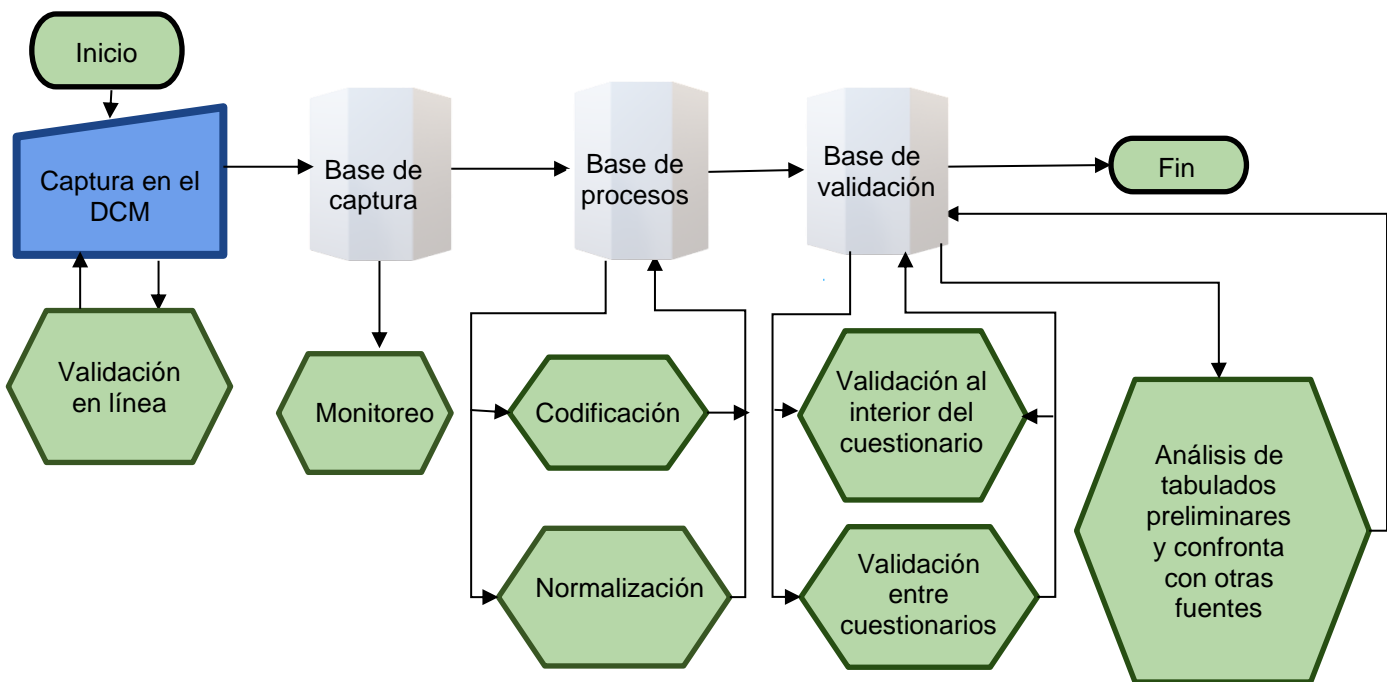 Inicio
Captura en el
DCM
Base de
captura
Base de
procesos
Base de
validación
Fin
Validación
en línea
Monitoreo
Codificación
Normalización
Validación al
interior del
cuestionario
Validación
entre
cuestionarios
Análisis de
tabulados
preliminares
y confronta
con otras
fuentes